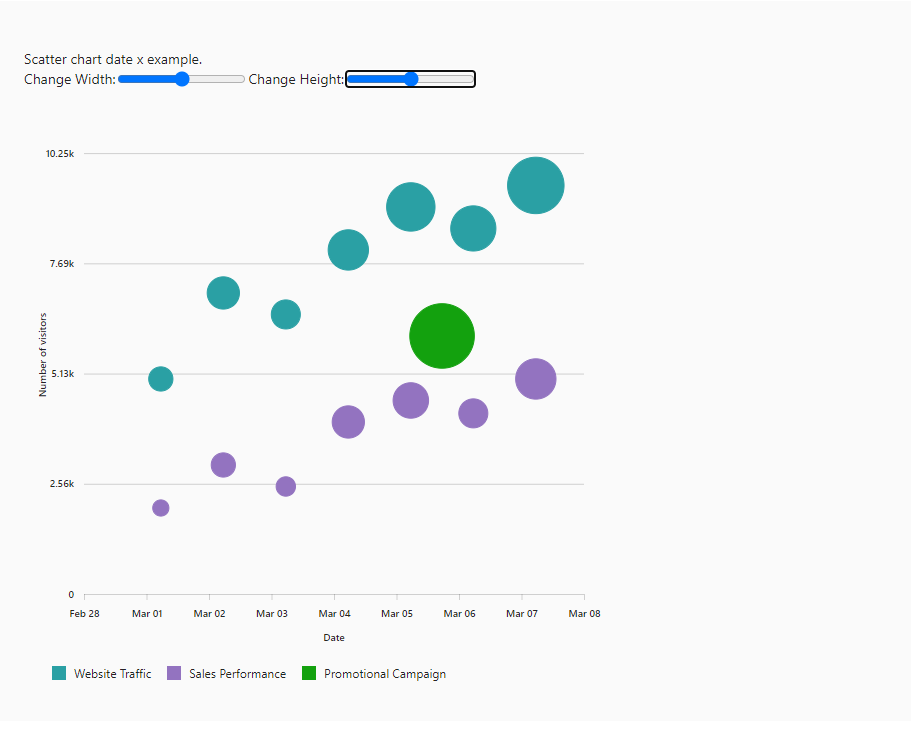 Scatter chart date x example.
Change Width: Change Height:
10.25k
7.69k
5.13k
2.56k
0
Number of visitors
Feb 28 Mar 01 Mar 02 Mar 03 Mar 04 Mar 05 Mar 06 Mar 07 Mar 08
Date
Website Traffic Sales Performance Promotional Campaign